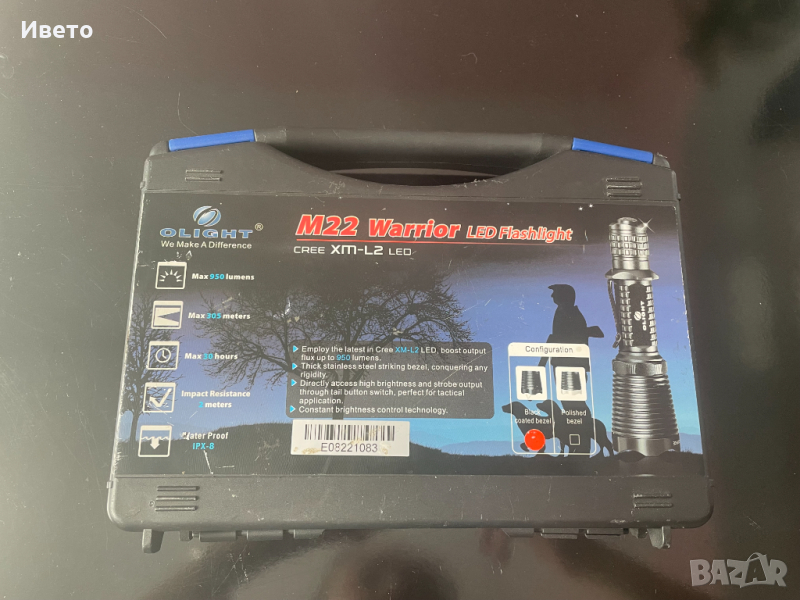 Ивето
OLIGHT®
We Make A Difference
M22 Warrior LED Flashlight
CREE XM-L2 LED
Max 950 lumens
Max 305 meters
Max 20 hours
Impact Resistance
meters
Water Proof
IPX-8
Employ the latest in Cree XM-L2 LED, boost output
flux up to 950 lumens.
Thick stainless steel striking bezel, conquering any
rigidity.
Directly access high brightness and strobe output
through tail button switch, perfect for tactical
application.
Constant brightness control technology.
E08221083
Configuration
Black
coated bezel
Polished
bezel
OLIGHT
BAZAR